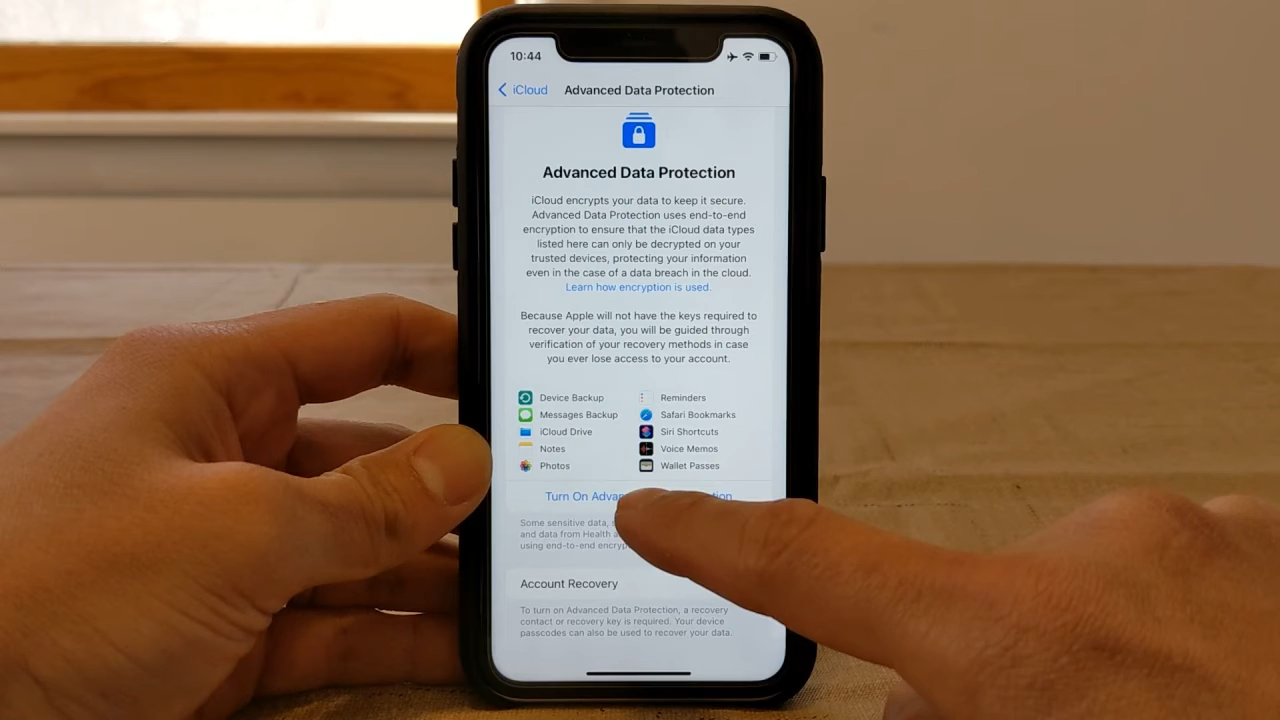 10:44
iCloud
Advanced Data Protection
Advanced Data Protection
iCloud encrypts your data to keep it secure.
Advanced Data Protection uses end-to-end
encryption to ensure that the iCloud data types
listed here can only be decrypted on your
trusted devices, protecting your information
even in the case of a data breach in the cloud.
Learn how encryption is used.
Because Apple will not have the keys required to
recover your data, you will be guided through
verification of your recovery methods in case
you ever lose access to your account.
Device Backup
Messages Backup
iCloud Drive
Notes
Photos
Reminders
Safari Bookmarks
Siri Shortcuts
Voice Memos
Wallet Passes
Turn On
Some sensitive data,
and data from Health
using end-to-end
Account Recovery
To turn on Advanced Data Protection, a recovery
contact or recovery key is required. Your device
passcodes can also be used to recover your data.